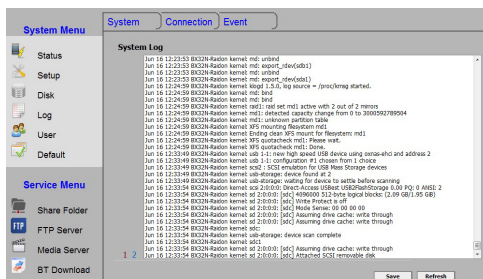 System Menu
System
Connection
Event
Status
Setup
Disk
Log
User
Default
Service Menu
Share Folder
FTP
FTP Server
Media Server
BT Download
System Log
Jun 16 12:23:53 BX32N-Raidon kernel: md: unbind
Jun 16 12:23:53 BX32N-Raidon kernel: md: export_rdev(sdb1)
Jun 16 12:23:53 BX32N-Raidon kernel: md: unbind
Jun 16 12:23:53 BX32N-Raidon kernel: md: export_rdev(sda1)
Jun 16 12:24:59 BX32N-Raidon kernel: klogd 1.5.0, log source = /proc/kmsg started.
Jun 16 12:24:59 BX32N-Raidon kernel: md: bind
Jun 16 12:24:59 BX32N-Raidon kernel: md: bind
Jun 16 12:24:59 BX32N-Raidon kernel: raid1: raid set md1 active with 2 out of 2 mirrors
Jun 16 12:24:59 BX32N-Raidon kernel: md1: detected capacity change from 0 to 3000592789504
Jun 16 12:24:59 BX32N-Raidon kernel: md1: unknown partition table
Jun 16 12:24:59 BX32N-Raidon kernel: XFS mounting filesystem md1
Jun 16 12:24:59 BX32N-Raidon kernel: Ending clean XFS mount for filesystem: md1
Jun 16 12:24:59 BX32N-Raidon kernel: XFS quotacheck md1: Please wait.
Jun 16 12:24:59 BX32N-Raidon kernel: XFS quotacheck md1: Done.
Jun 16 12:33:49 BX32N-Raidon kernel: usb 1-1: new high speed USB device using oxnas-ehci and address 2
Jun 16 12:33:49 BX32N-Raidon kernel: usb 1-1: configuration #1 chosen from 1 choice
Jun 16 12:33:49 BX32N-Raidon kernel: scsi2 : SCSI emulation for USB Mass Storage devices
Jun 16 12:33:49 BX32N-Raidon kernel: usb-storage: device found at 2
Jun 16 12:33:49 BX32N-Raidon kernel: usb-storage: waiting for device to settle before scanning
Jun 16 12:33:54 BX32N-Raidon kernel: scsi 2:0:0:0: Direct-Access USBest USB2FlashStorage 0.00 PQ: 0 ANSI: 2
Jun 16 12:33:54 BX32N-Raidon kernel: sd 2:0:0:0: [sdc] 4096000 512-byte logical blocks: (2.09 GB/1.95 GiB)
Jun 16 12:33:54 BX32N-Raidon kernel: sd 2:0:0:0: [sdc] Write Protect is off
Jun 16 12:33:54 BX32N-Raidon kernel: sd 2:0:0:0: [sdc] Mode Sense: 00 00 00 00
Jun 16 12:33:54 BX32N-Raidon kernel: sd 2:0:0:0: [sdc] Assuming drive cache: write through
Jun 16 12:33:54 BX32N-Raidon kernel: sd 2:0:0:0: [sdc] Assuming drive cache: write through
Jun 16 12:33:54 BX32N-Raidon kernel: sdc:
Jun 16 12:33:54 BX32N-Raidon kernel: usb-storage: device scan complete
Jun 16 12:33:54 BX32N-Raidon kernel: sdc1
Jun 16 12:33:54 BX32N-Raidon kernel: sd 2:0:0:0: [sdc] Assuming drive cache: write through
1 2 Jun 16 12:33:54 BX32N-Raidon kernel: sd 2:0:0:0: [sdc] Attached SCSI removable disk
Save
Refresh